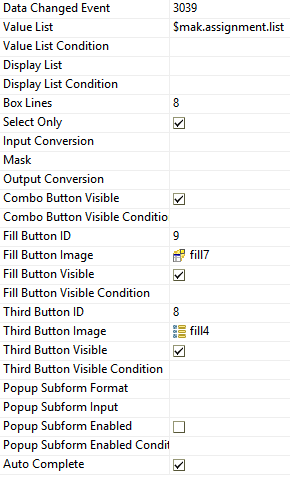 Data Changed Event 3039
Value List $mak.assignment.list
Value List Condition
Display List
Display List Condition
Box Lines 8
Select Only
Input Conversion
Mask
Output Conversion
Combo Button Visible
Combo Button Visible Conditio
Fill Button ID 9
Fill Button Image fill7
Fill Button Visible
Fill Button Visible Condition
Third Button ID 8
Third Button Image fill4
Third Button Visible
Third Button Visible Condition
Popup Subform Format
Popup Subform Input
Popup Subform Enabled
Popup Subform Enabled Condit
Auto Complete